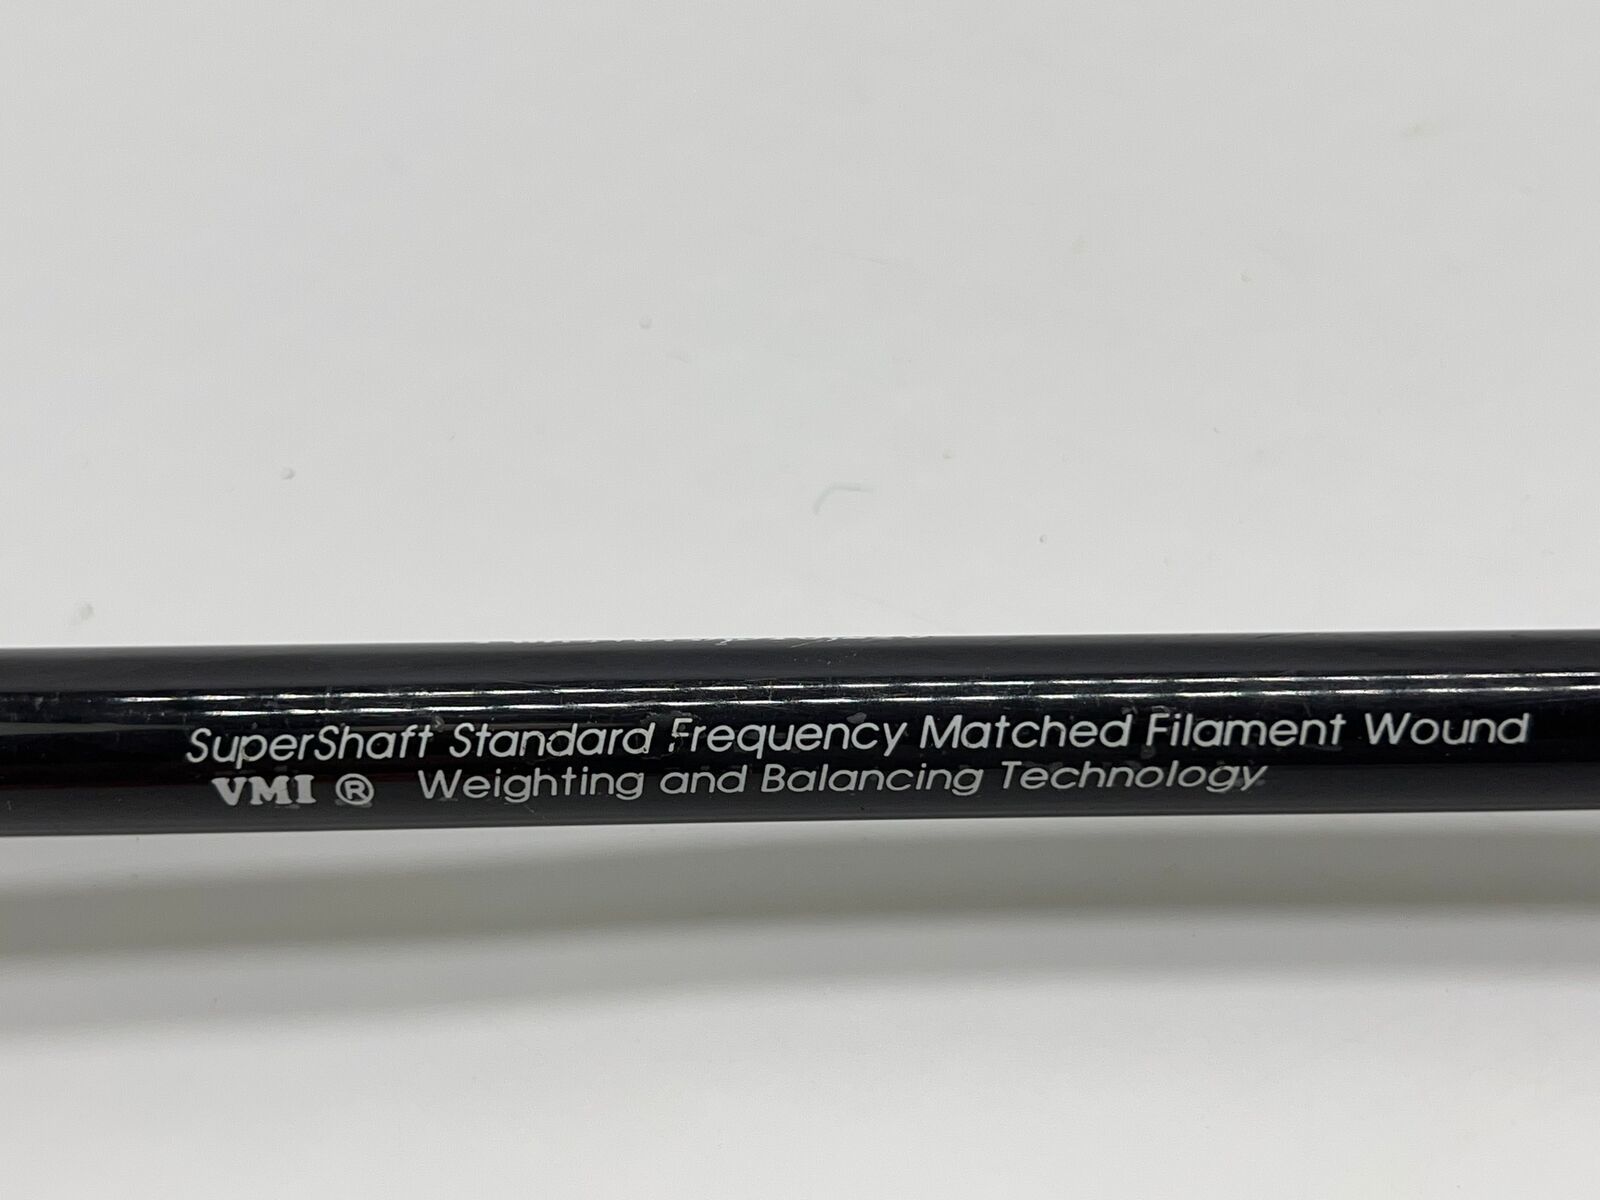 SuperShaft Standard Frequency Matched Filament Wound
VMI ® Weighting and Balancing Technology